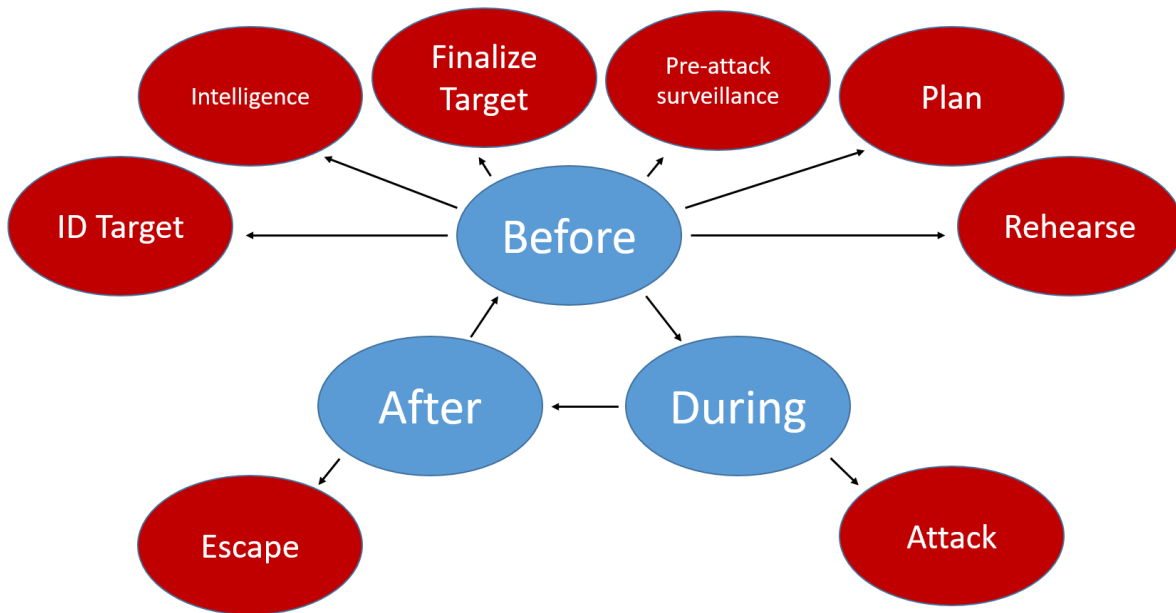 Intelligence
Finalize
Target
Pre-attack
surveillance
Plan
ID Target
Before
Rehearse
After
During
Escape
Attack